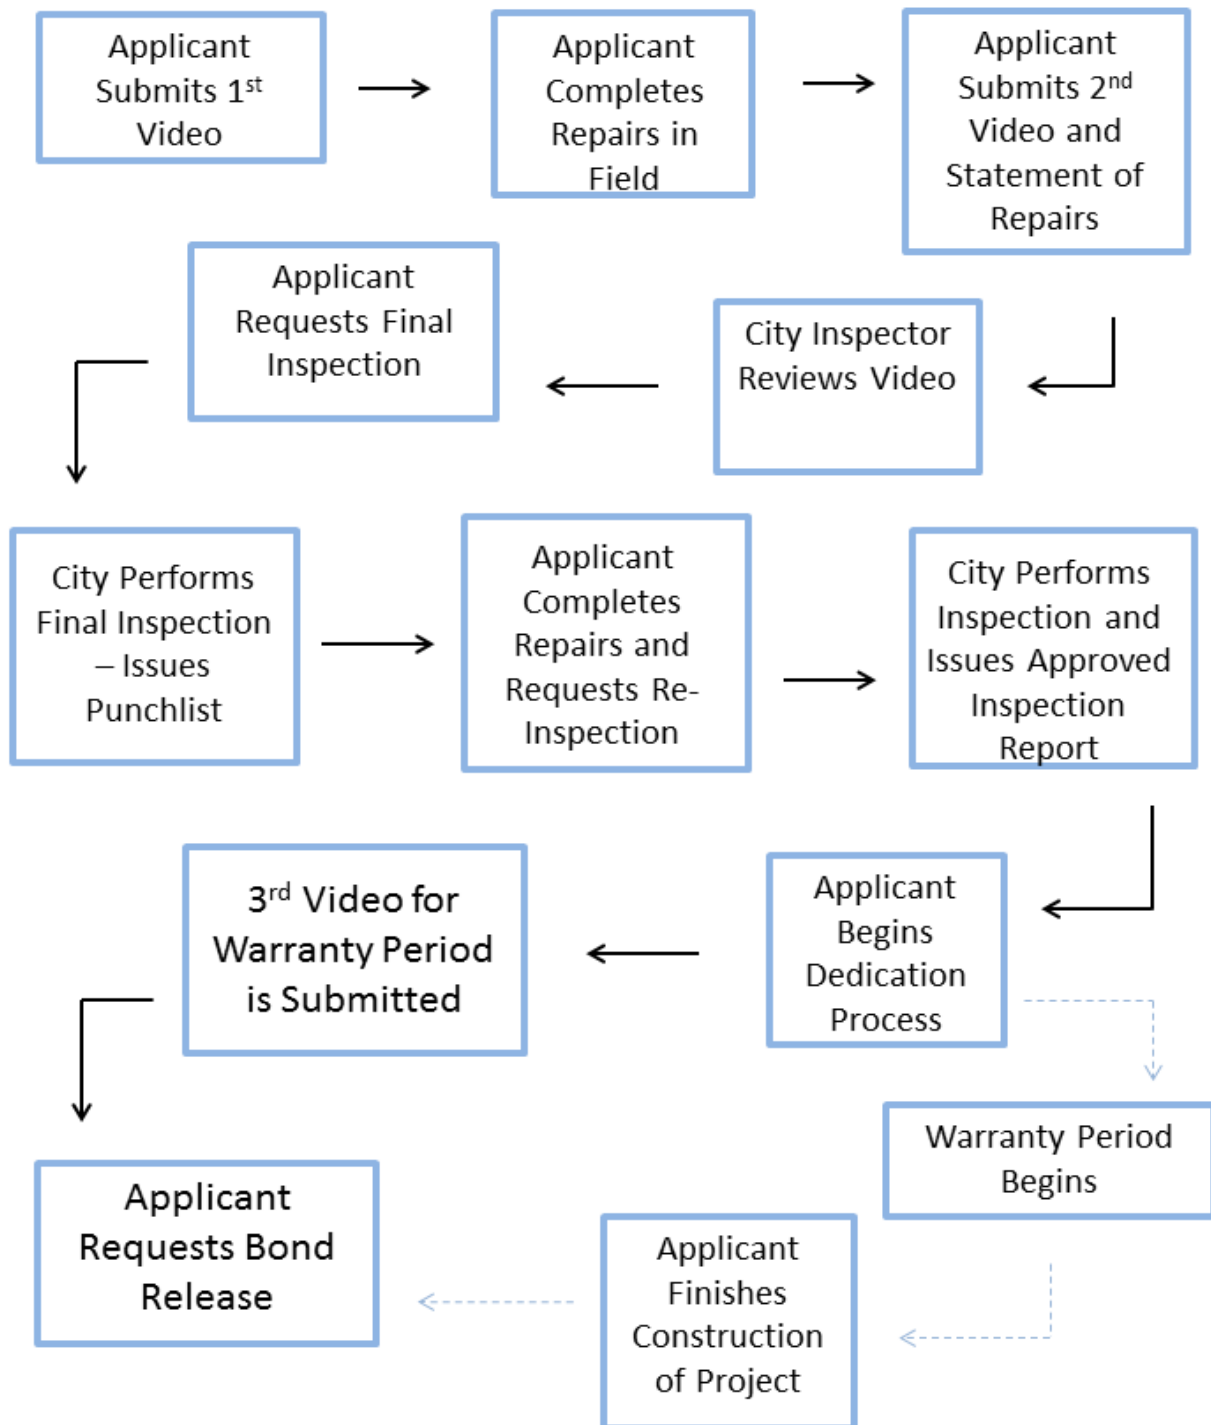 Applicant
Submits 1st
Video
Applicant
Completes
Repairs in
Field
Applicant
Submits 2nd
Video and
Statement of
Repairs
Applicant
Requests Final
Inspection
City Inspector
Reviews Video
City Performs
Final Inspection
– Issues
Punchlist
Applicant
Completes
Repairs and
Requests Re-
Inspection
City Performs
Inspection and
Issues Approved
Inspection
Report
3rd Video for
Warranty Period
is Submitted
Applicant
Begins
Dedication
Process
Warranty Period
Begins
Applicant
Requests Bond
Release
Applicant
Finishes
Construction
of Project